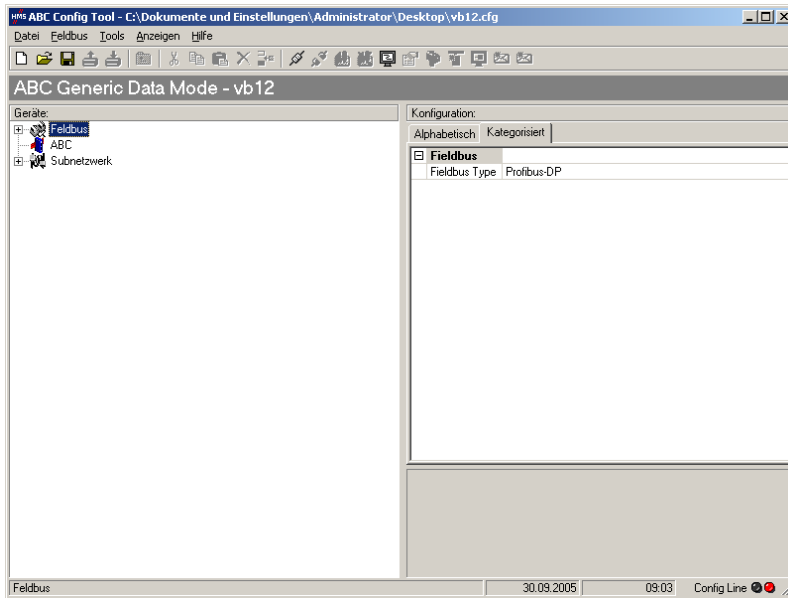 HMS ABC Config Tool - C:\Dokumente und Einstellungen\Administrator\Desktop\vb12.cfg
Datei Feldbus Tools Anzeigen Hilfe
ABC Generic Data Mode - vb12
Geräte:
Feldbus
ABC
Subnetzwerk
Konfiguration:
Alphabetisch Kategorisiert
Fieldbus
Fieldbus Type Profibus-DP
Feldbus 30.09.2005 09:03 Config Line